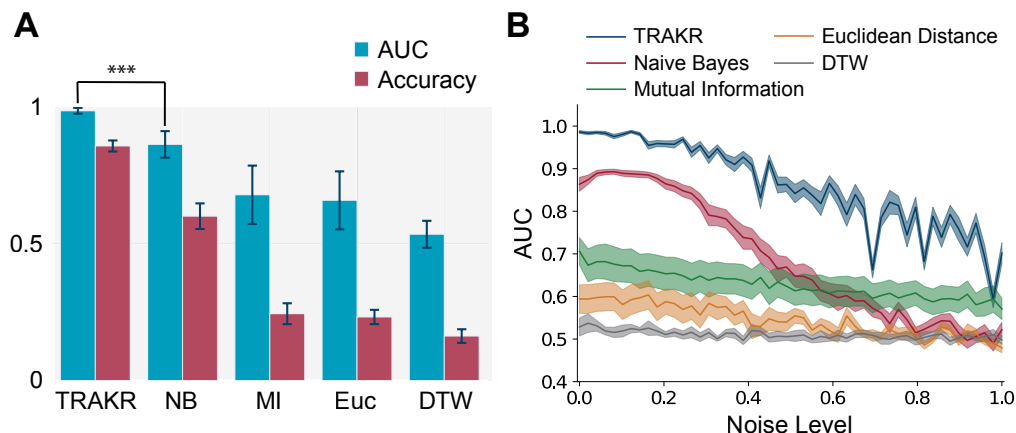 A
AUC
Accuracy
***
1
0.5
0
TRAKR NB MI Euc DTW
B
TRAKR Euclidean Distance
Naive Bayes DTW
Mutual Information
AUC
1.0
0.9
0.8
0.7
0.6
0.5
0.4
0.0 0.2 0.4 0.6 0.8 1.0
Noise Level